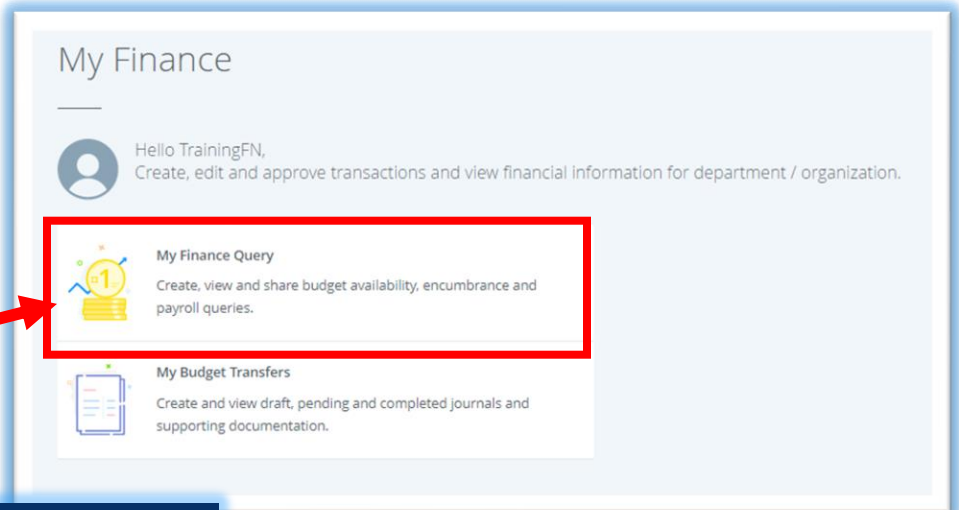 My Finance
Hello TrainingFN,
Create, edit and approve transactions and view financial information for department / organization.
My Finance Query
Create, view and share budget availability, encumbrance and
payroll queries.
My Budget Transfers
Create and view draft, pending and completed journals and
supporting documentation.